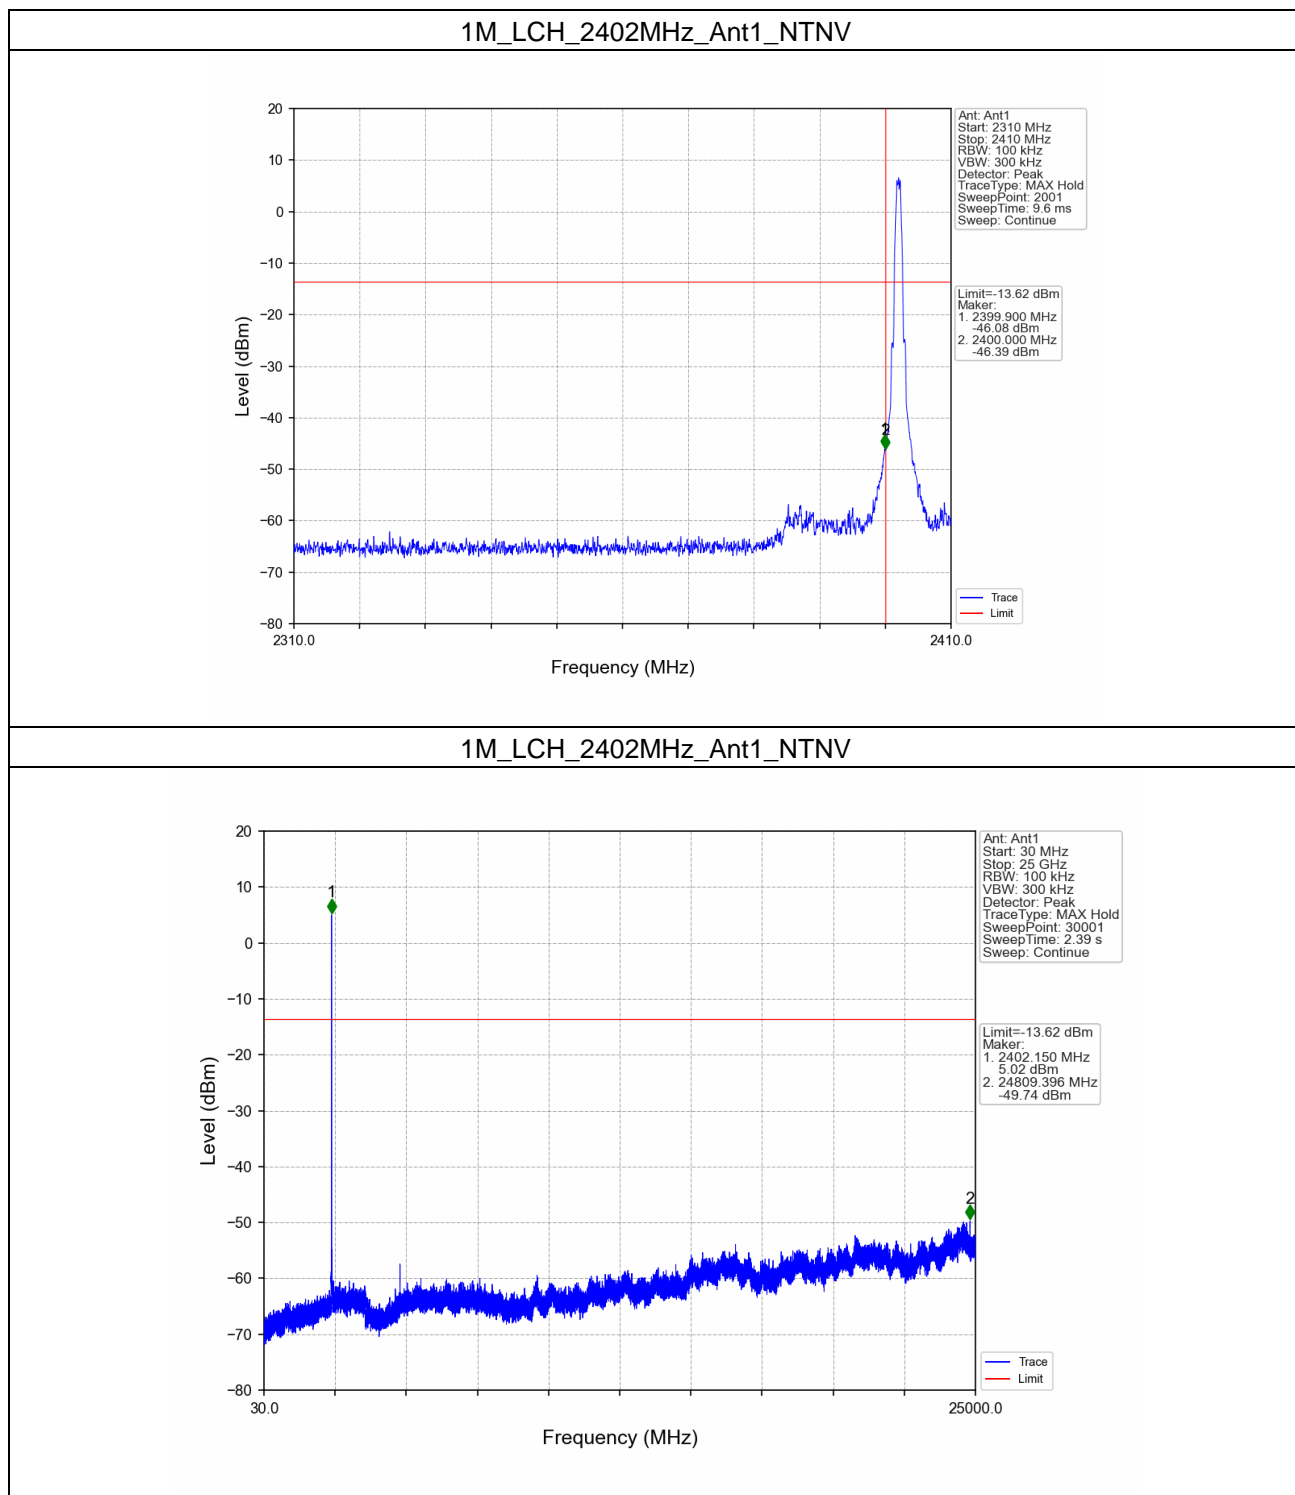 1M_LCH_2402MHz_Ant1_NTNV
20
10
0
−10
−20
−30
−40
−50
−60
−70
−80
Level (dBm)
2310.0
2410.0
Frequency (MHz)
2
Ant: Ant1
Start: 2310 MHz
Stop: 2410 MHz
RBW: 100 kHz
VBW: 300 kHz
Detector: Peak
TraceType: MAX Hold
SweepPoint: 2001
SweepTime: 9.6 ms
Sweep: Continue
Limit=-13.62 dBm
Maker:
1. 2399.900 MHz
-46.08 dBm
2. 2400.000 MHz
-46.39 dBm
Trace
Limit
1M_LCH_2402MHz_Ant1_NTNV
20
10
0
−10
−20
−30
−40
−50
−60
−70
−80
Level (dBm)
30.0
25000.0
Frequency (MHz)
1
2
Ant: Ant1
Start: 30 MHz
Stop: 25 GHz
RBW: 100 kHz
VBW: 300 kHz
Detector: Peak
TraceType: MAX Hold
SweepPoint: 30001
SweepTime: 2.39 s
Sweep: Continue
Limit=-13.62 dBm
Maker:
1. 2402.150 MHz
5.02 dBm
2. 24809.396 MHz
-49.74 dBm
Trace
Limit